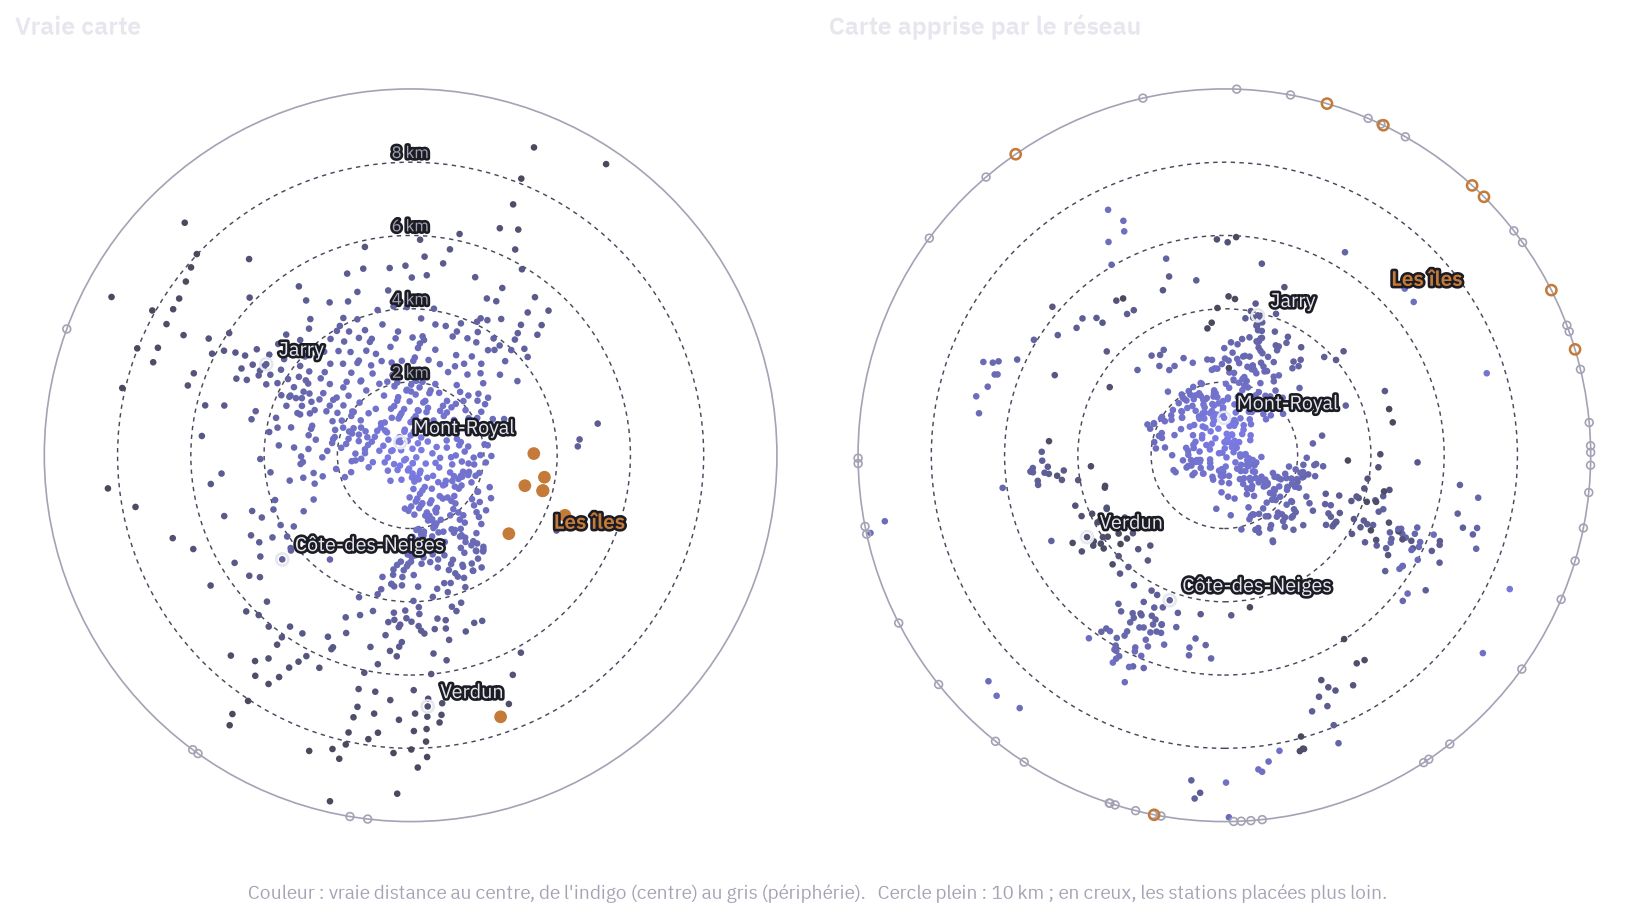 Vraie carte
Carte apprise par le réseau
8 km
6 km
4 km
2 km
Jarry
Mont-Royal
Les îles
Côte-des-Neiges
Verdun
Les îles
Jarry
Mont-Royal
Verdun
Côte-des-Neiges
Couleur : vraie distance au centre, de l'indigo (centre) au gris (périphérie). Cercle plein : 10 km ; en creux, les stations placées plus loin.